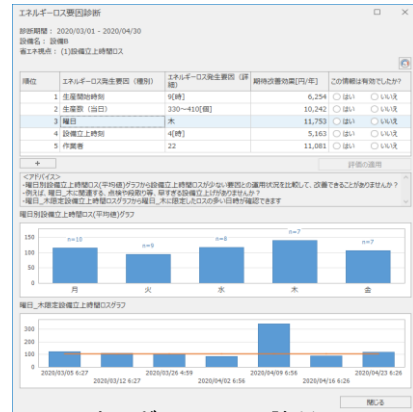 エネルギーロス要因診断
診断期間： 2020/03/01 - 2020/04/30
設備名： 設備B
省エネ視点： (1)設備立上時間ロス
順位 エネルギーロス発生要因（種別） エネルギーロス発生要因（詳細） 期待改善効果[円/年] この情報は有効でしたか?
1 生産開始時刻 9[時] 6,254 はい いいえ
2 生産数（当日） 330～410[個] 10,242 はい いいえ
3 曜日 木 11,753 はい いいえ
4 設備立上時刻 4[時] 5,163 はい いいえ
5 作業者 22 11,081 はい いいえ
+ 評価の適用
<アドバイス>
-曜日別設備立上時間ロス(平均値)グラフから設備立上時間ロスが少ない要因との運用状況を比較して、改善できることがありませんか？
-例えば、曜日_木に関連する、点検や段取り等、早すぎる設備立上がりませんか？
-曜日_木限定設備立上時間ロスグラフから曜日_木に限定したロスの多い日時が確認できます
曜日別設備立上時間ロス(平均値)グラフ
150
100
50
0
n=10 n=9 n=8 n=7 n=7
月 火 水 木 金
曜日_木限定設備立上時間ロスグラフ
300
200
100
0
2020/03/05 6:27 2020/03/26 4:59 2020/04/09 6:56 2020/04/23 6:26
2020/03/12 6:27 2020/04/02 6:56 2020/04/16 6:26
閉じる